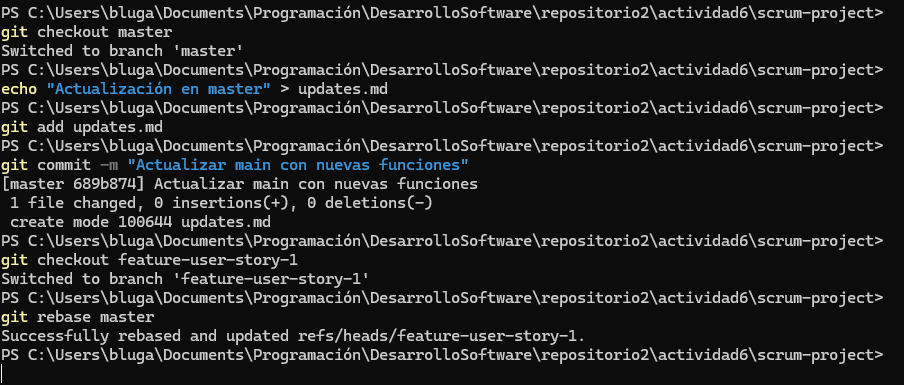 PS C:\Users\bluga\Documents\Programación\DesarrolloSoftware\repositorio2\actividad6\scrum-project>
git checkout master
Switched to branch 'master'
PS C:\Users\bluga\Documents\Programación\DesarrolloSoftware\repositorio2\actividad6\scrum-project>
echo "Actualización en master" > updates.md
PS C:\Users\bluga\Documents\Programación\DesarrolloSoftware\repositorio2\actividad6\scrum-project>
git add updates.md
PS C:\Users\bluga\Documents\Programación\DesarrolloSoftware\repositorio2\actividad6\scrum-project>
git commit -m "Actualizar main con nuevas funciones"
[master 689b874] Actualizar main con nuevas funciones
 1 file changed, 0 insertions(+), 0 deletions(-)
 create mode 100644 updates.md
PS C:\Users\bluga\Documents\Programación\DesarrolloSoftware\repositorio2\actividad6\scrum-project>
git checkout feature-user-story-1
Switched to branch 'feature-user-story-1'
PS C:\Users\bluga\Documents\Programación\DesarrolloSoftware\repositorio2\actividad6\scrum-project>
git rebase master
Successfully rebased and updated refs/heads/feature-user-story-1.
PS C:\Users\bluga\Documents\Programación\DesarrolloSoftware\repositorio2\actividad6\scrum-project>